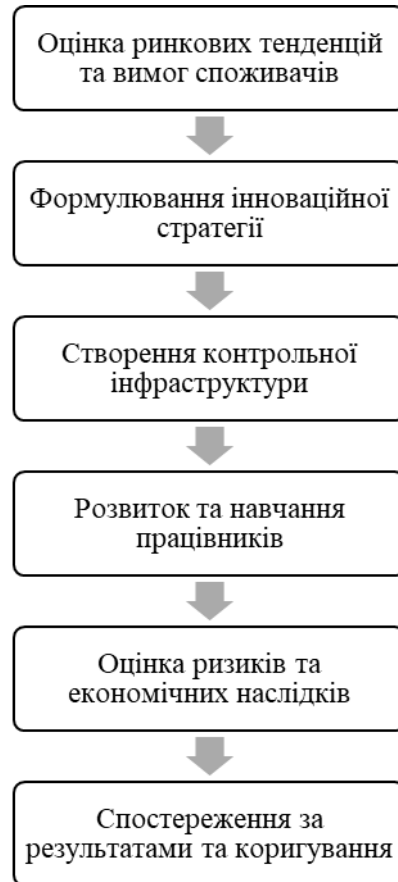 Оцінка ринкових тенденцій
та вимог споживачів
Формулювання інноваційної
стратегії
Створення контрольної
інфраструктури
Розвиток та навчання
працівників
Оцінка ризиків та
економічних наслідків
Спостереження за
результатами та коригування